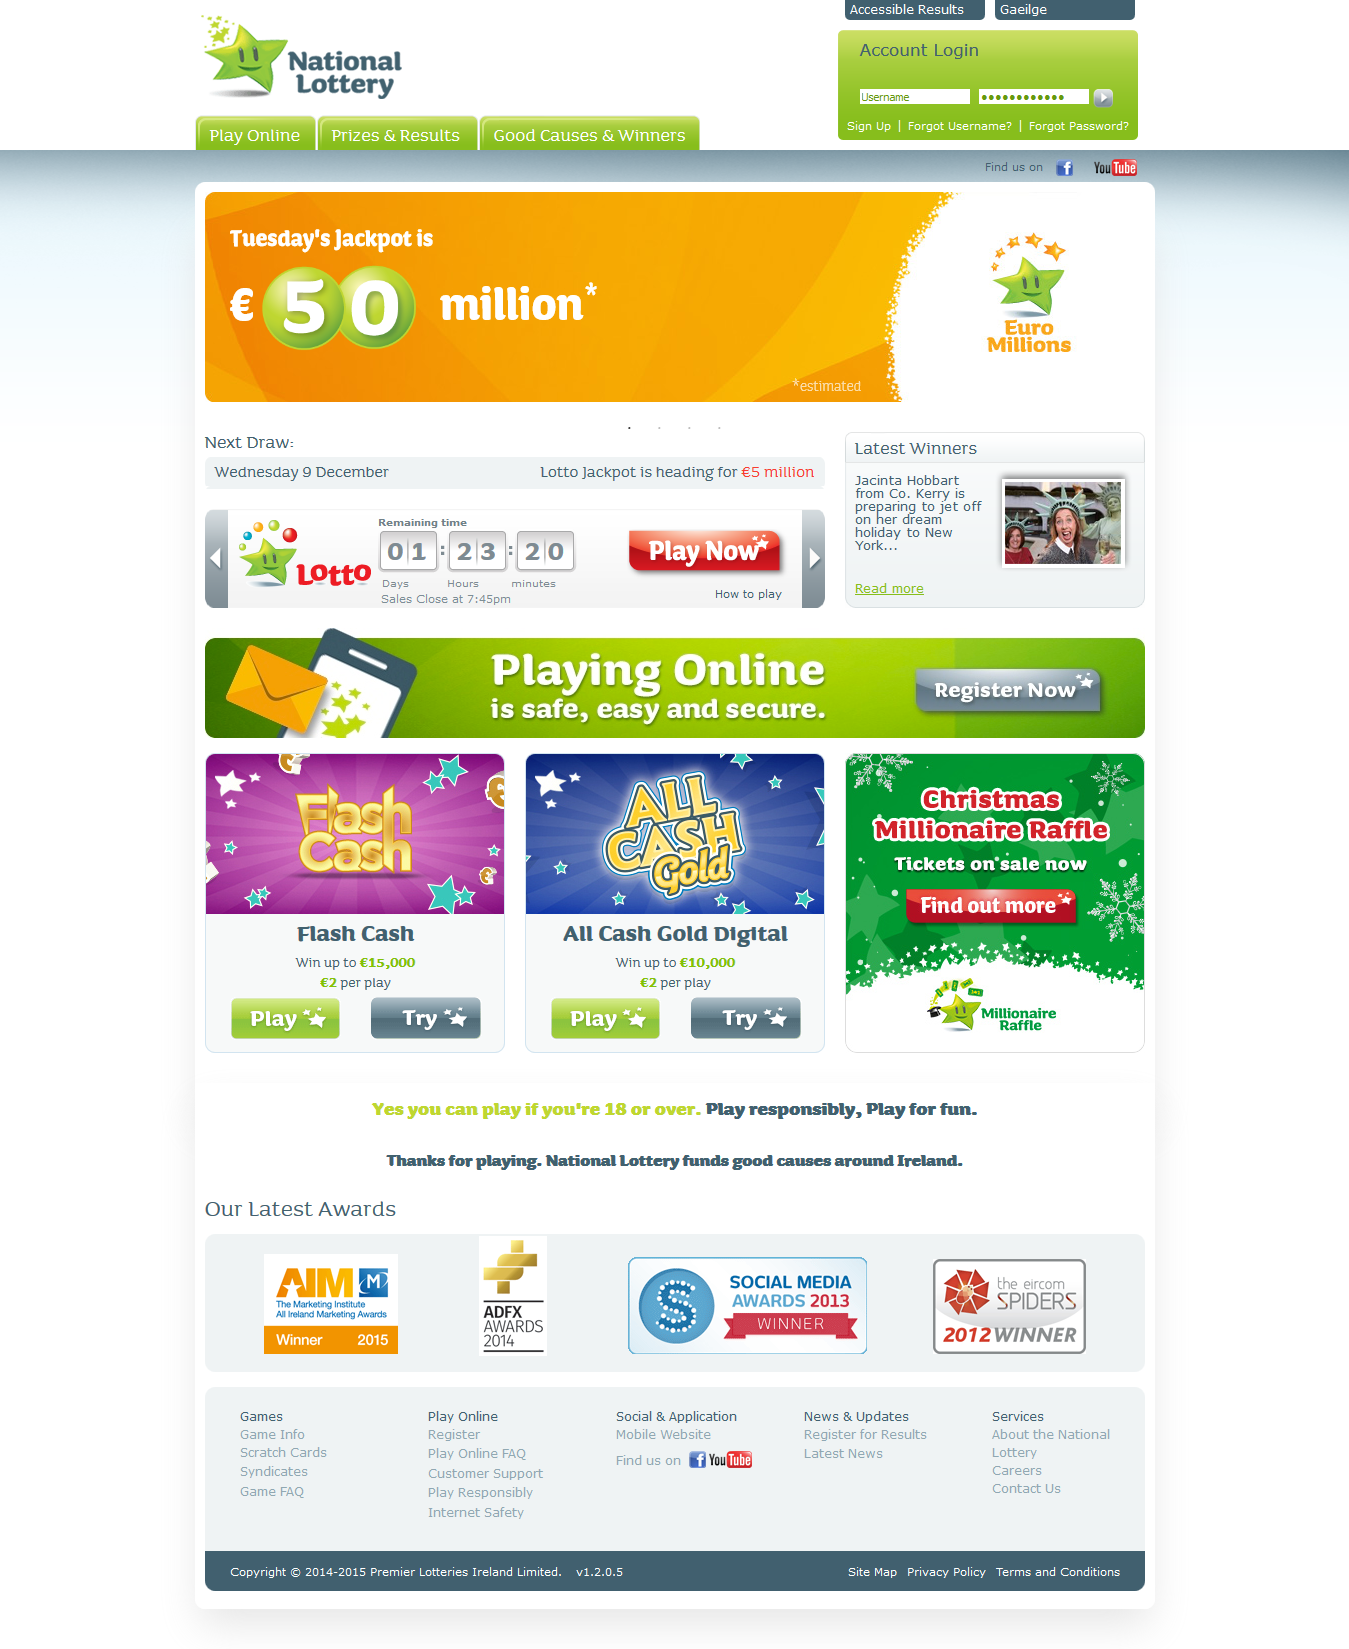 Accessible Results
Gaeilge
National
Lottery
Account Login
Username
Sign Up | Forgot Username? | Forgot Password?
Play Online
Prizes & Results
Good Causes & Winners
Find us on
f
YouTube
Tuesday's Jackpot is
€50 million*
*estimated
Euro
Millions
Next Draw:
Wednesday 9 December
Lotto Jackpot is heading for €5 million
Lotto
Remaining time
01 : 23 : 20
Days Hours minutes
Sales Close at 7:45pm
Play Now
How to play
Latest Winners
Jacinta Hobbart
from Co. Kerry is
preparing to jet off
on her dream
holiday to New
York...
Read more
Playing Online
is safe, easy and secure.
Register Now
Flash
Cash
Flash Cash
Win up to €15,000
€2 per play
Play
Try
ALL
CASH
Gold
All Cash Gold Digital
Win up to €10,000
€2 per play
Play
Try
Christmas
Millionaire Raffle
Tickets on sale now
Find out more
Millionaire
Raffle
Yes you can play if you're 18 or over. Play responsibly, Play for fun.
Thanks for playing. National Lottery funds good causes around Ireland.
Our Latest Awards
AIM M
The Marketing Institute
All Ireland Marketing Awards
Winner 2015
ADFX
AWARDS
2014
S
SOCIAL MEDIA
AWARDS 2013
WINNER
the eircom
SPIDERS
2012 WINNER
Games
Game Info
Scratch Cards
Syndicates
Game FAQ
Play Online
Register
Play Online FAQ
Customer Support
Play Responsibly
Internet Safety
Social & Application
Mobile Website
Find us on f YouTube
News & Updates
Register for Results
Latest News
Services
About the National
Lottery
Careers
Contact Us
Copyright © 2014-2015 Premier Lotteries Ireland Limited. v1.2.0.5
Site Map Privacy Policy Terms and Conditions